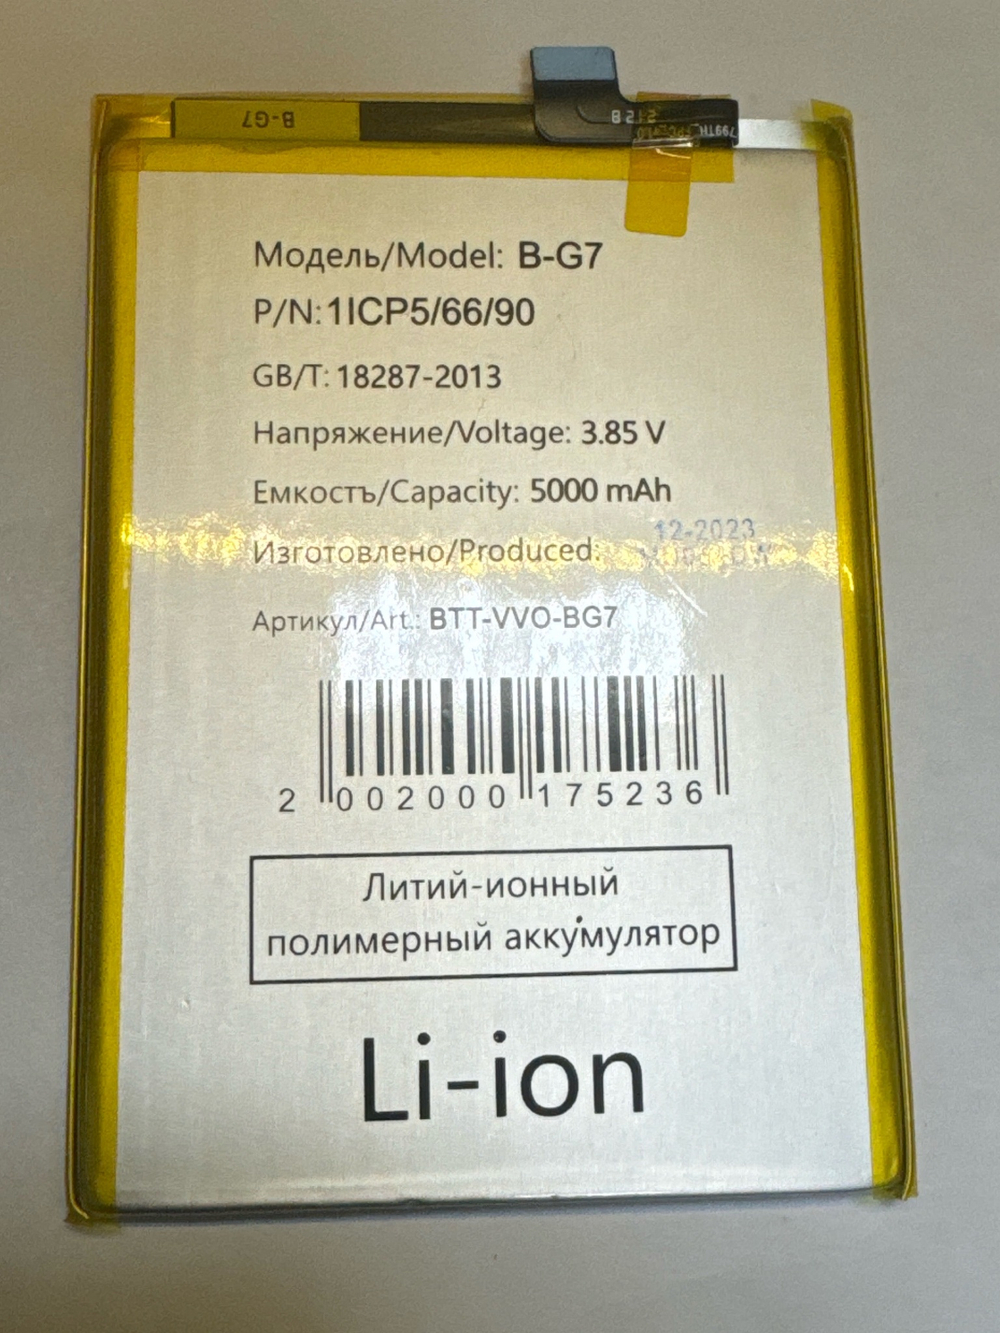 B-G7
2128
Модель/Model: B-G7
P/N: 1ICP5/66/90
GB/T: 18287-2013
Напряжение/Voltage: 3.85 V
Емкостъ/Capacity: 5000 mAh
12-2023
Изготовлено/Produced:
Артикул/Art.: BTT-VVO-BG7
2 002000 175236
Литий-ионный
полимерный аккумулятор
Li-ion